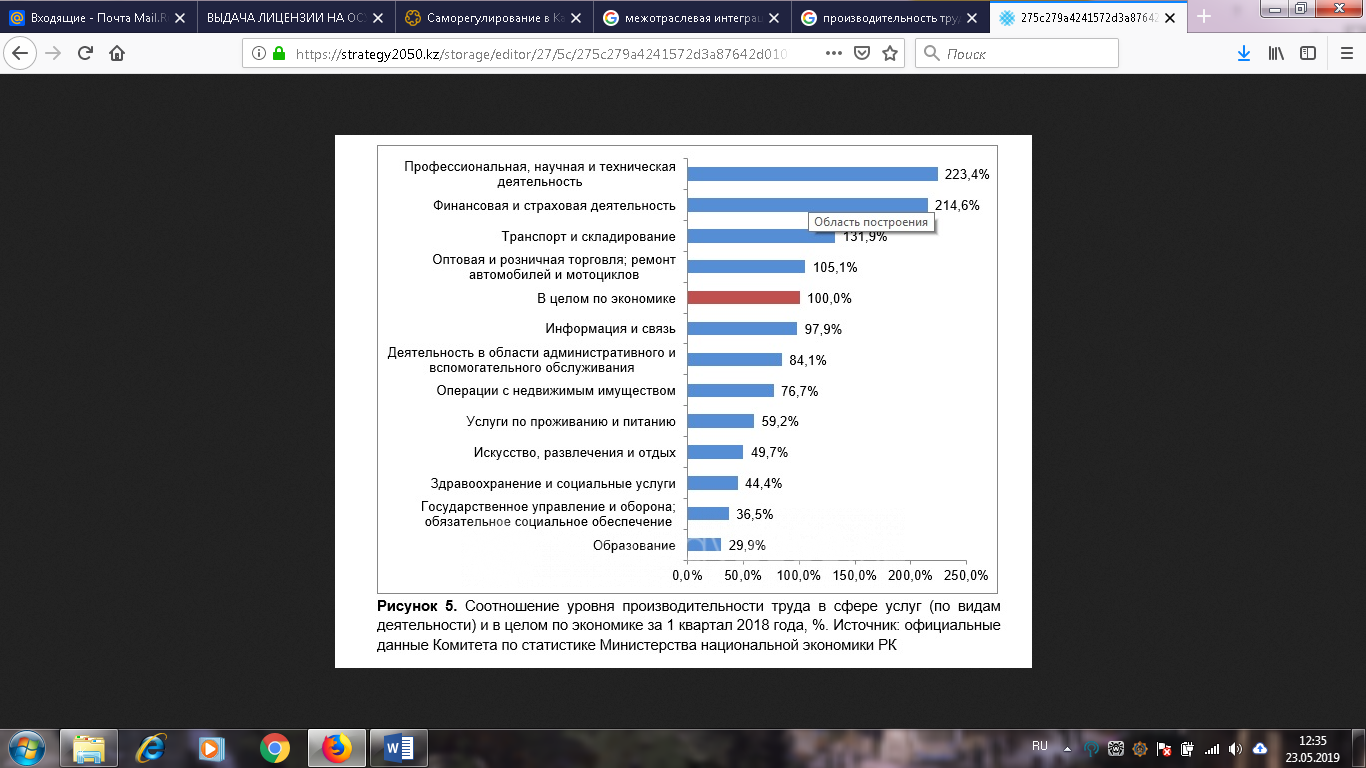 Входящие - Почта Mail.R
ВЫДАЧА ЛИЦЕНЗИИ НА ОС
Саморегулирование в Ка
межотраслевая интеграц
производительность тру
275c279a4241572d3a87642
https://strategy2050.kz/storage/editor/27/5c/275c279a4241572d3a87642d010
Поиск
Профессиональная, научная и техническая
деятельность
223,4%
Финансовая и страховая деятельность
214,6%
Область построения
Транспорт и складирование
131,9%
Оптовая и розничная торговля; ремонт
автомобилей и мотоциклов
105,1%
В целом по экономике
100,0%
Информация и связь
97,9%
Деятельность в области административного и
вспомогательного обслуживания
84,1%
Операции с недвижимым имуществом
76,7%
Услуги по проживанию и питанию
59,2%
Искусство, развлечения и отдых
49,7%
Здравоохранение и социальные услуги
44,4%
Государственное управление и оборона;
обязательное социальное обеспечение
36,5%
Образование
29,9%
0,0% 50,0% 100,0% 150,0% 200,0% 250,0%
Рисунок 5. Соотношение уровня производительности труда в сфере услуг (по видам
деятельности) и в целом по экономике за 1 квартал 2018 года, %. Источник: официальные
данные Комитета по статистике Министерства национальной экономики РК
RU
12:35
23.05.2019